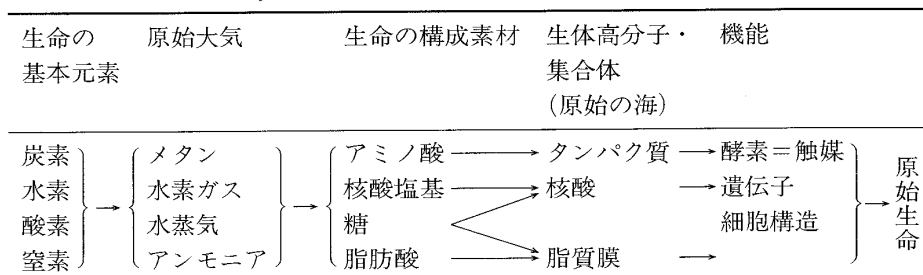 生命の 原始大気 生命の構成素材 生体高分子・ 機能
基本元素 集合体
(原始の海)
炭素 メタン アミノ酸 → タンパク質 → 酵素=触媒
水素 水素ガス 核酸塩基 → 核酸 → 遺伝子
酸素 → 水蒸気 → 糖 細胞構造 → 原始生命
窒素 アンモニア 脂肪酸 → 脂質膜 →